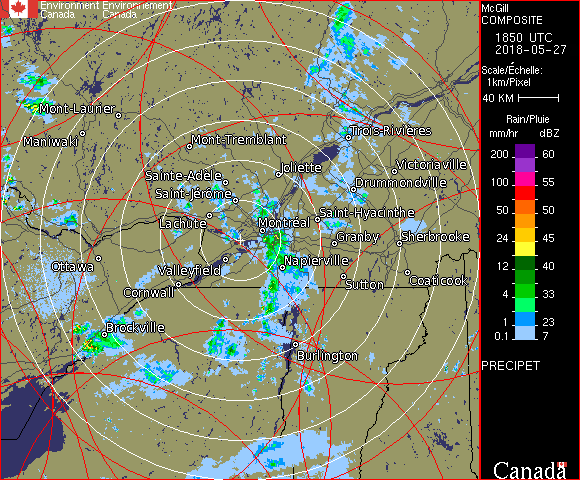 Environment Environnement
Canada Canada
McGill
COMPOSITE
1850 UTC
2018-05-27
Scale/Échelle:
1km/Pixel
40 KM
Rain/Pluie
mm/hr dBZ
200 60
100 55
50 50
24 45
12 40
4 33
1 23
0.1 7
PRECIPET
Canada
Mont-Laurier
Maniwaki
Mont-Tremblant
Trois-Rivières
Joliette
Victoriaville
Sainte-Adèle
Drummondville
Saint-Jérôme
Lachute
Saint-Hyacinthe
Montréal
Granby
Sherbrooke
Ottawa
Valleyfield
Napierville
Cornwall
Sutton
Coaticook
Brockville
Burlington